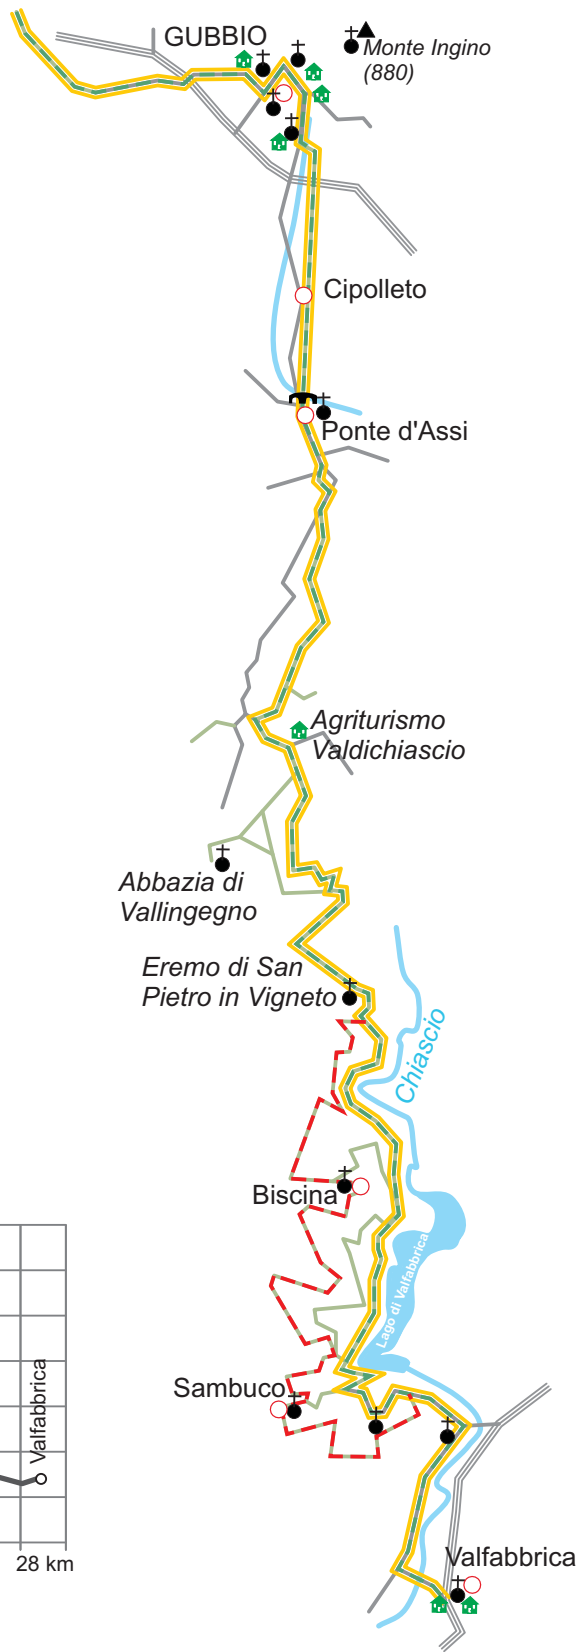 GUBBIO
Monte Ingino
(880)
Cipolleto
Ponte d'Assi
Agriturismo
Valdichiascio
Abbazia di
Vallingegno
Eremo di San
Pietro in Vigneto
Chiascio
Biscina
Lago di Valfabbrica
Sambuco
Valfabbrica
28 km
Valfabbrica